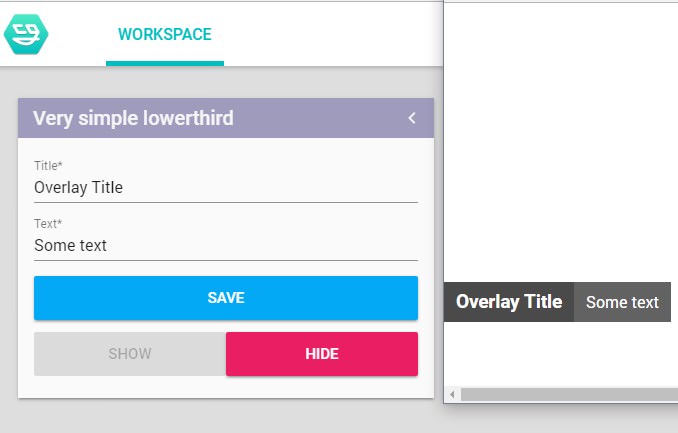 WORKSPACE
Very simple lowerthird
Title*
Overlay Title
Text*
Some text
SAVE
SHOW
HIDE
Overlay Title Some text